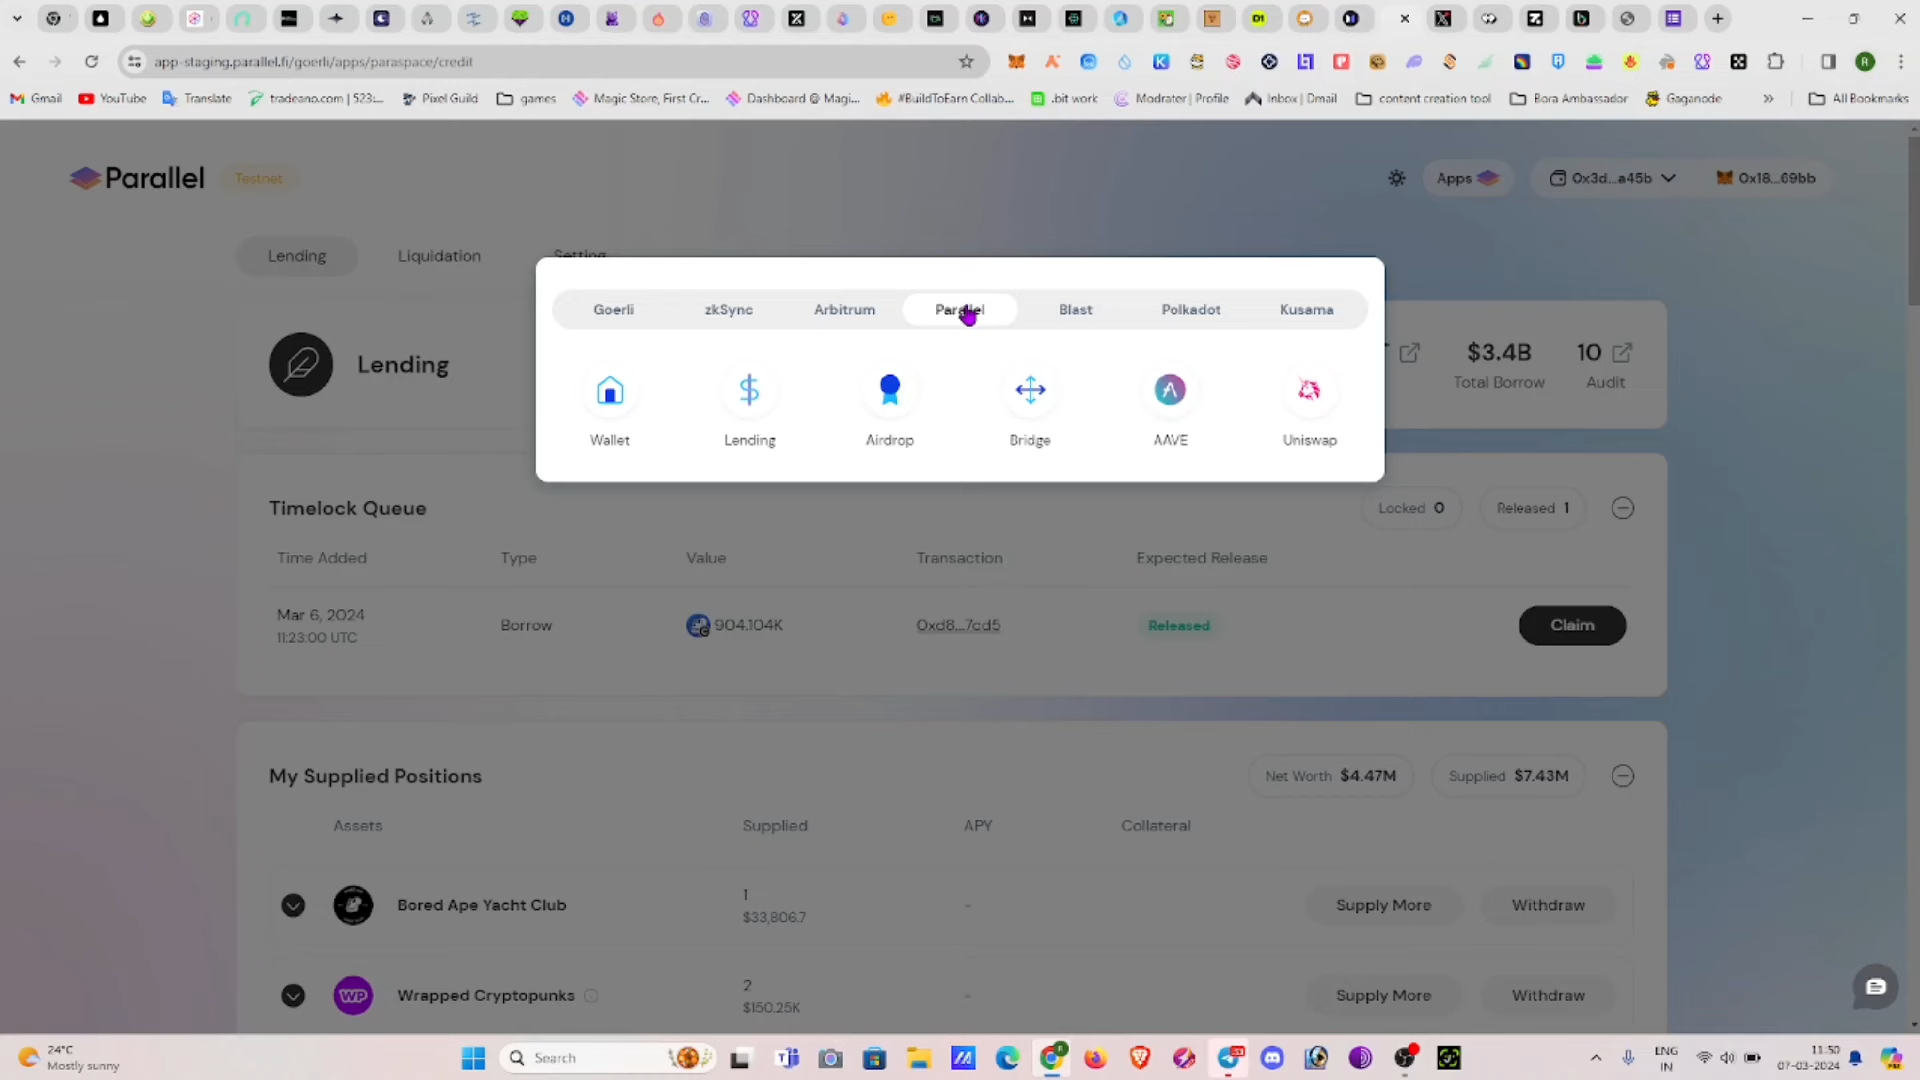 app-staging.parallel.fi/goerli/apps/paraspace/credit
Gmail YouTube Translate tradeano.com | 523:... Pixel Guild games Magic Store, First Cr... Dashboard @ Magi... #BuildToEarn Collab... .bit work Modrater | Profile Inbox | Dmail content creation tool Bora Ambassador Gaganode » All Bookmarks
Parallel Testnet Apps 0x3d...a45b 0x18...69bb
Lending Liquidation Setting
Goerli zkSync Arbitrum Parallel Blast Polkadot Kusama
Lending $3.4B 10
Total Borrow Audit
Wallet Lending Airdrop Bridge AAVE Uniswap
Timelock Queue Locked 0 Released 1
Time Added Type Value Transaction Expected Release
Mar 6, 2024
11:23:00 UTC
Borrow 904.104K 0xd8...7cd5 Released Claim
My Supplied Positions Net Worth $4.47M Supplied $7.43M
Assets Supplied APY Collateral
Bored Ape Yacht Club 1 - Supply More Withdraw
$33,806.7
WP Wrapped Cryptopunks 2 - Supply More Withdraw
$150.25K
24°C
Mostly sunny
Search
ENG
IN
11:50
07-03-2024